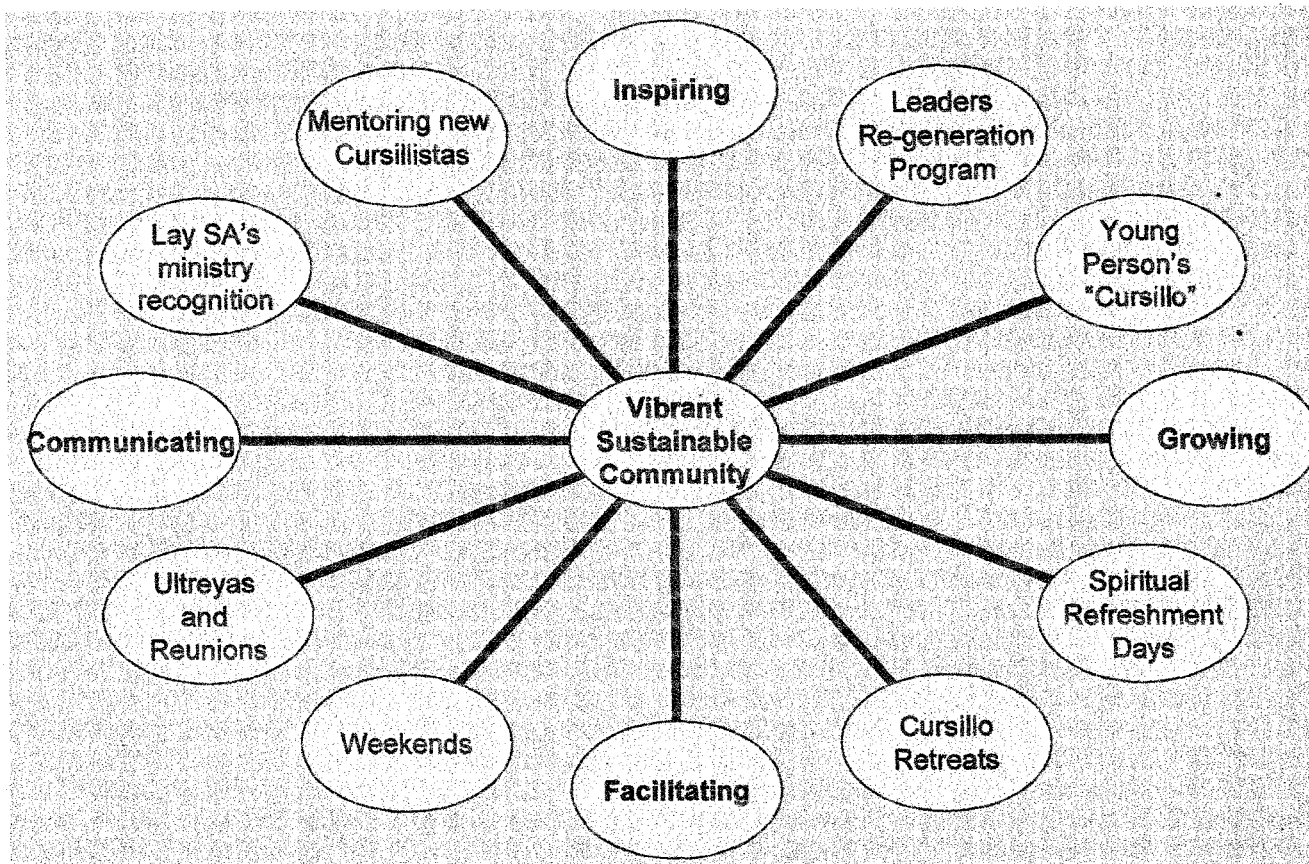 Inspiring
Leaders
Re-generation
Program
Young
Person's
"Cursillo"
Growing
Spiritual
Refreshment
Days
Cursillo
Retreats
Facilitating
Weekends
Ultreyas
and
Reunions
Communicating
Lay SA's
ministry
recognition
Mentoring new
Cursillistas
Vibrant
Sustainable
Community